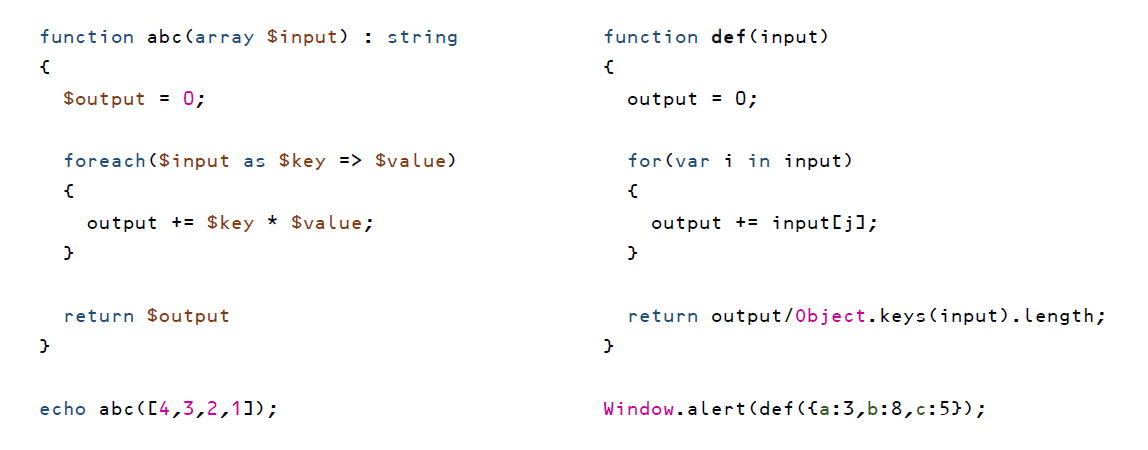 function abc(array $input) : string
{
  $output = 0;

  foreach($input as $key => $value)
  {
    output += $key * $value;
  }

  return $output
}

echo abc([4,3,2,1]);

function def(input)
{
  output = 0;

  for(var i in input)
  {
    output += input[j];
  }

  return output/Object.keys(input).length;
}

Window.alert(def({a:3,b:8,c:5});